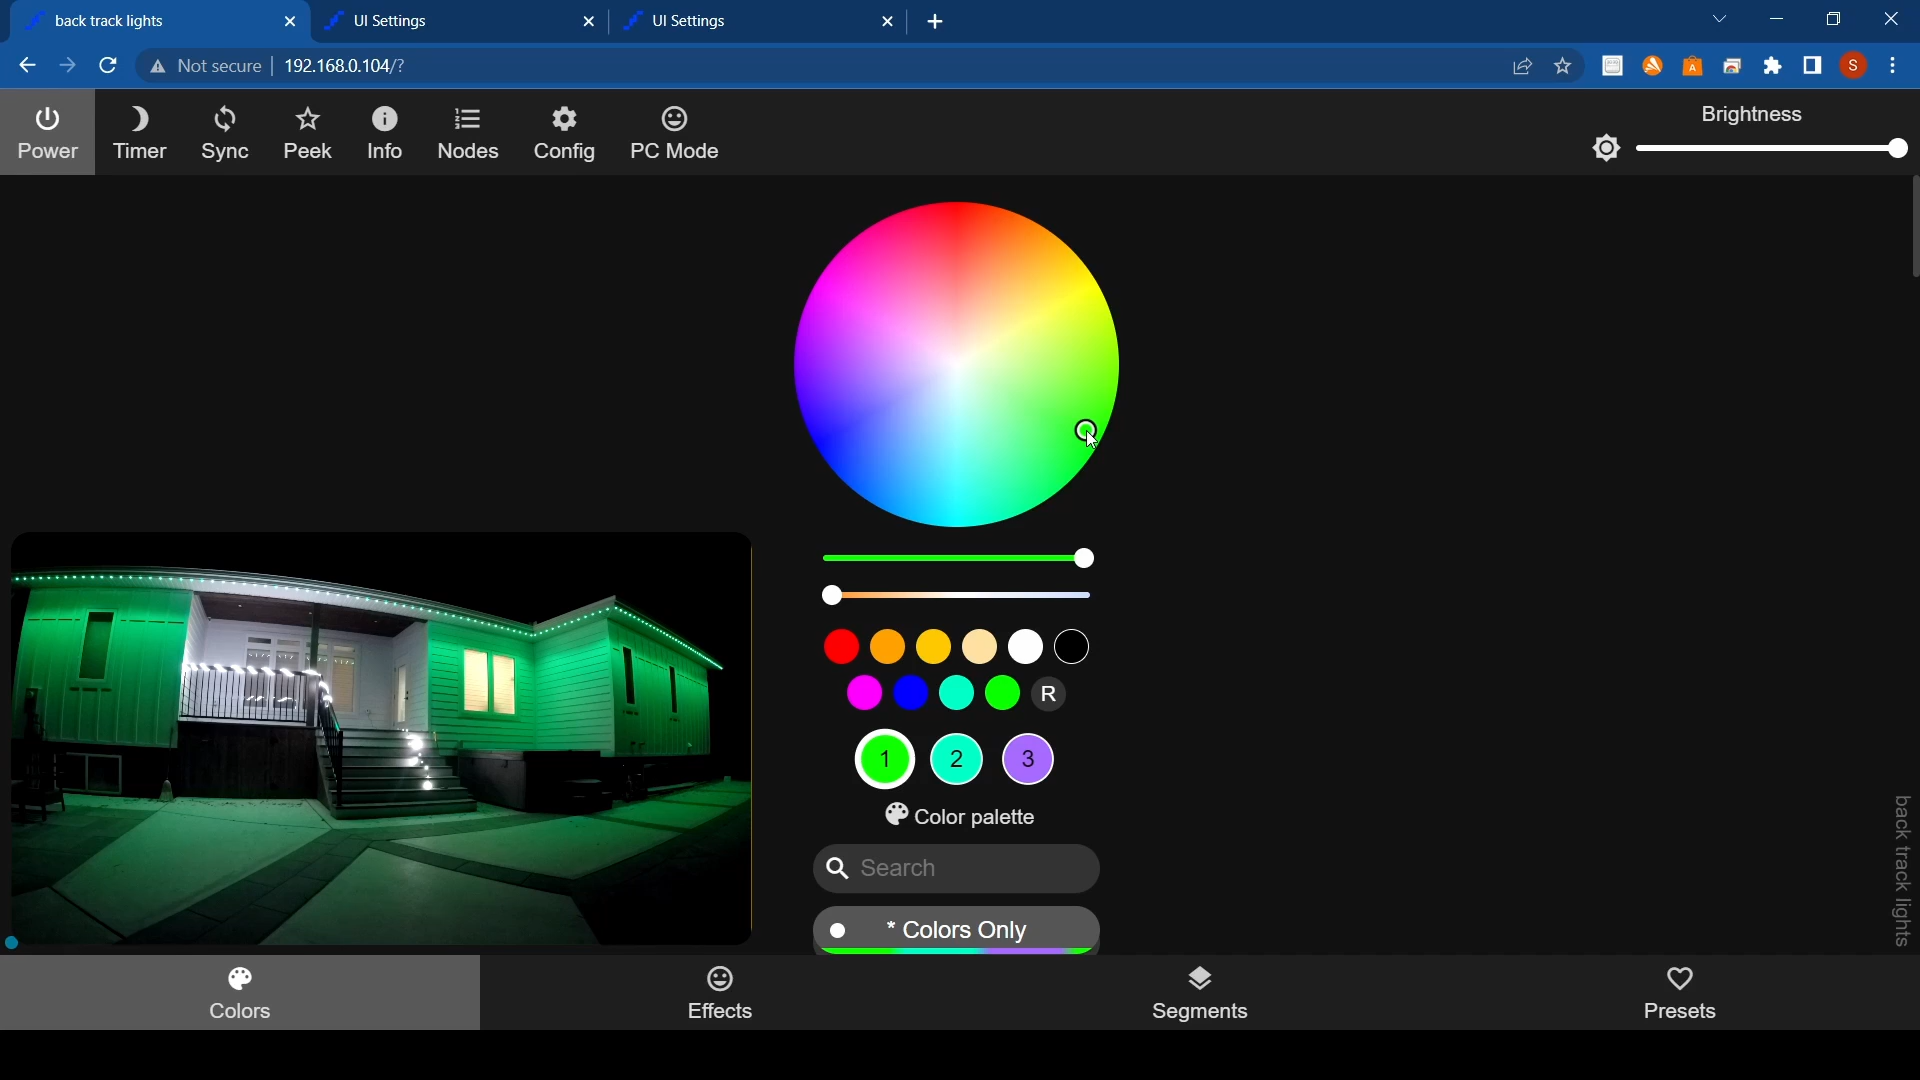 back track lights
UI Settings
UI Settings
Not secure
192.168.0.104/?
S
Power
Timer
Sync
Peek
Info
Nodes
Config
PC Mode
Brightness
R
1
2
3
Color palette
Search
* Colors Only
back track lights
Colors
Effects
Segments
Presets